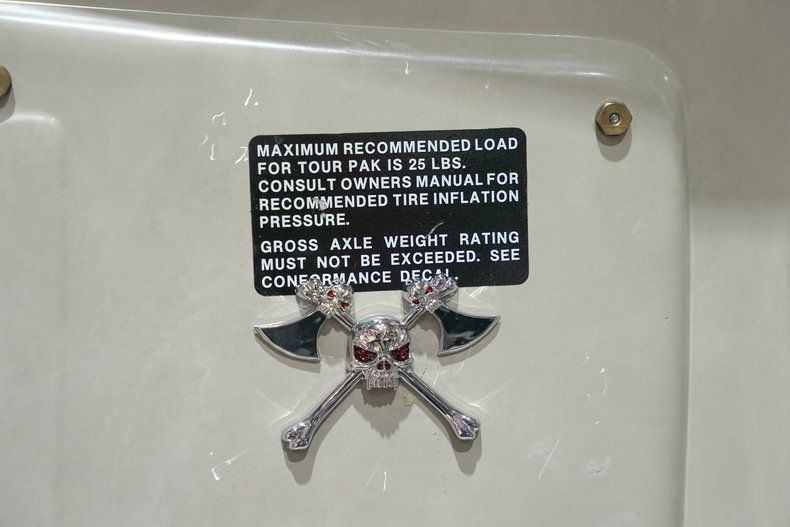 MAXIMUM RECOMMENDED LOAD
FOR TOUR PAK IS 25 LBS.
CONSULT OWNERS MANUAL FOR
RECOMMENDED TIRE INFLATION
PRESSURE.
GROSS AXLE WEIGHT RATING
MUST NOT BE EXCEEDED. SEE
CONFORMANCE DECAL.